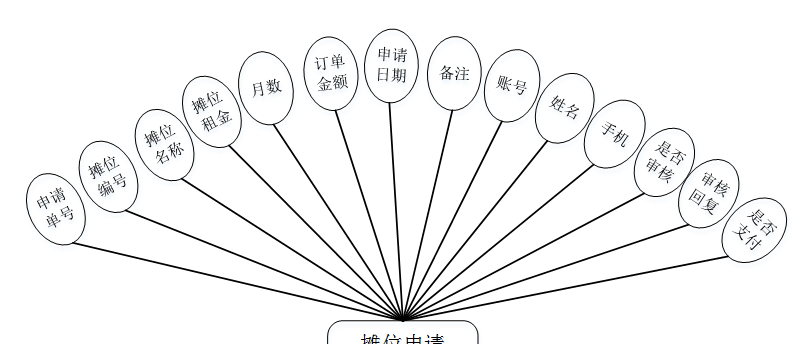 申请
单号
摊位
编号
摊位
名称
摊位
租金
月数
订单
金额
申请
日期
备注
账号
姓名
手机
是否
审核
审核
回复
是否
支付
摊位申请